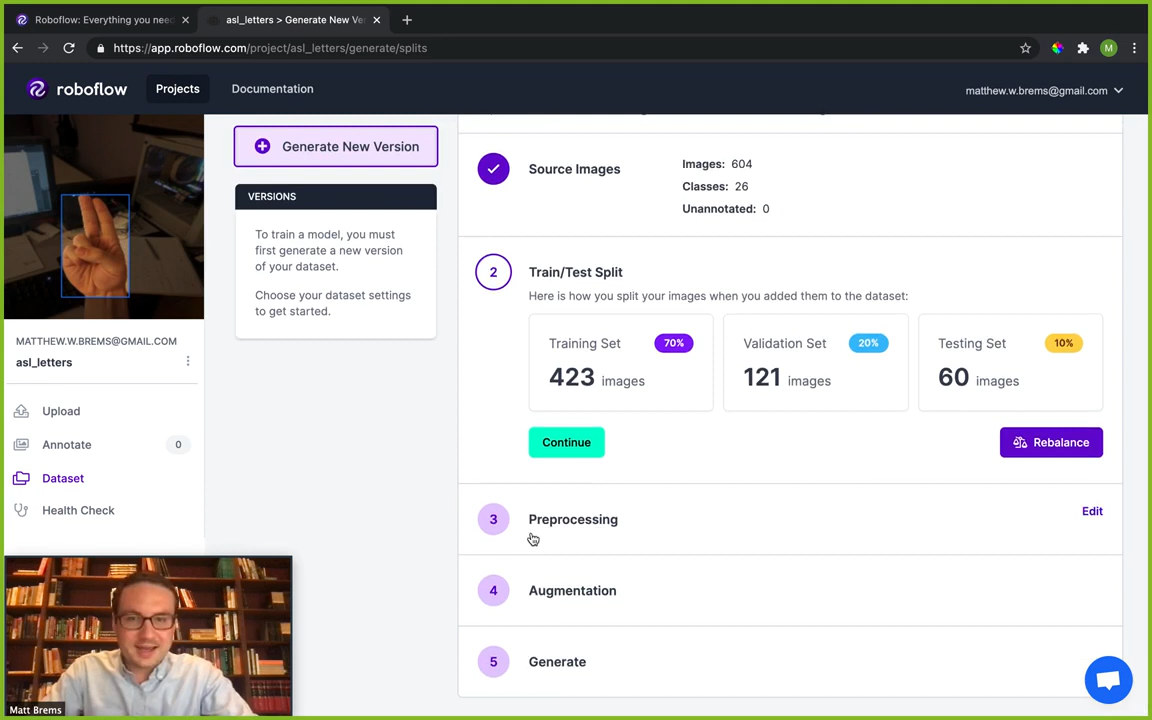 Roboflow: Everything you need
asl_letters > Generate New Ve
https://app.roboflow.com/project/asl_letters/generate/splits
M
roboflow
Projects
Documentation
matthew.w.brems@gmail.com
Generate New Version
VERSIONS
To train a model, you must
first generate a new version
of your dataset.
Choose your dataset settings
to get started.
MATTHEW.W.BREMS@GMAIL.COM
asl_letters
Upload
Annotate 0
Dataset
Health Check
Source Images
Images: 604
Classes: 26
Unannotated: 0
2 Train/Test Split
Here is how you split your images when you added them to the dataset:
Training Set 70%
423 images
Validation Set 20%
121 images
Testing Set 10%
60 images
Continue
Rebalance
3 Preprocessing
Edit
4 Augmentation
5 Generate
Matt Brems